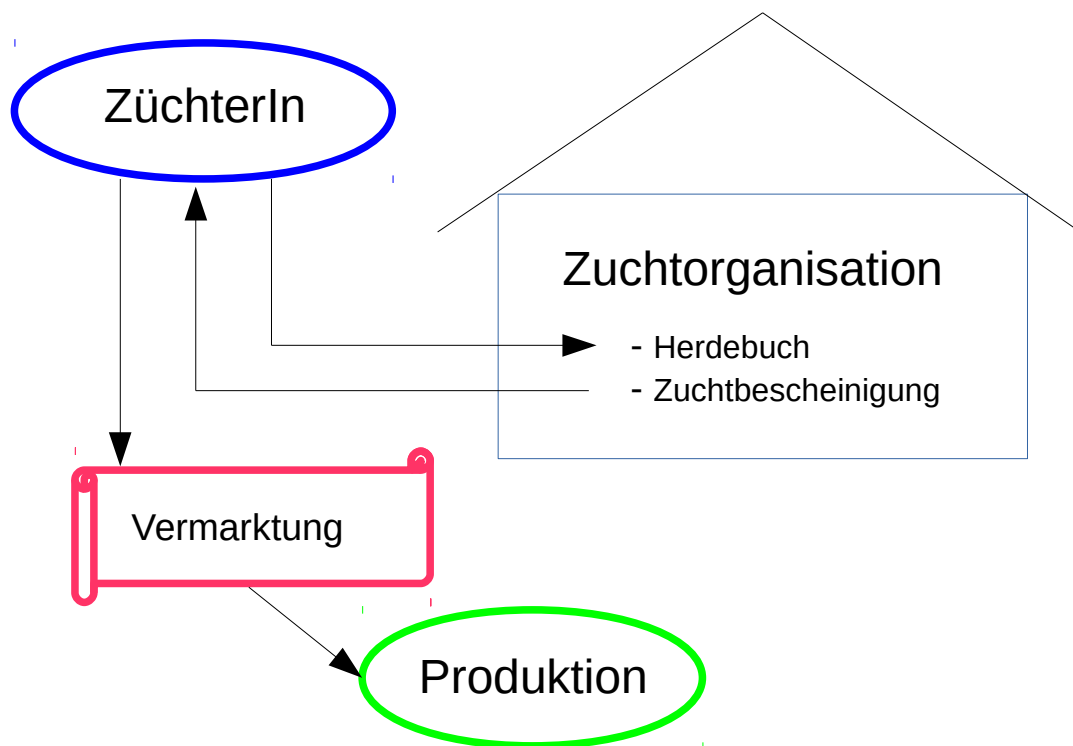 ZüchterIn
Zuchtorganisation
- Herdebuch
- Zuchtbescheinigung
Vermarktung
Produktion